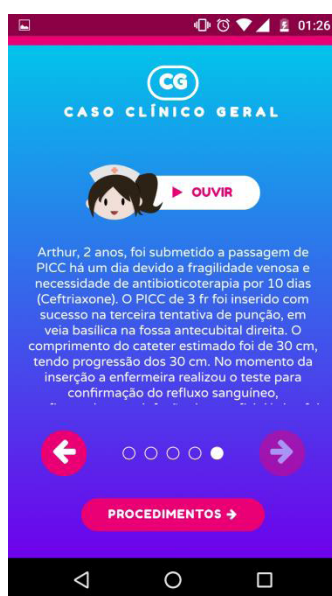 01:26
CG
CASO CLÍNICO GERAL
OUVIR
Arthur, 2 anos, foi submetido a passagem de
PICC há um dia devido a fragilidade venosa e
necessidade de antibioticoterapia por 10 dias
(Ceftriaxone). O PICC de 3 fr foi inserido com
sucesso na terceira tentativa de punção, em
veia basílica na fossa antecubital direita. O
comprimento do cateter estimado foi de 30 cm,
tendo progressão dos 30 cm. No momento da
inserção a enfermeira realizou o teste para
confirmação do refluxo sanguíneo,
PROCEDIMENTOS